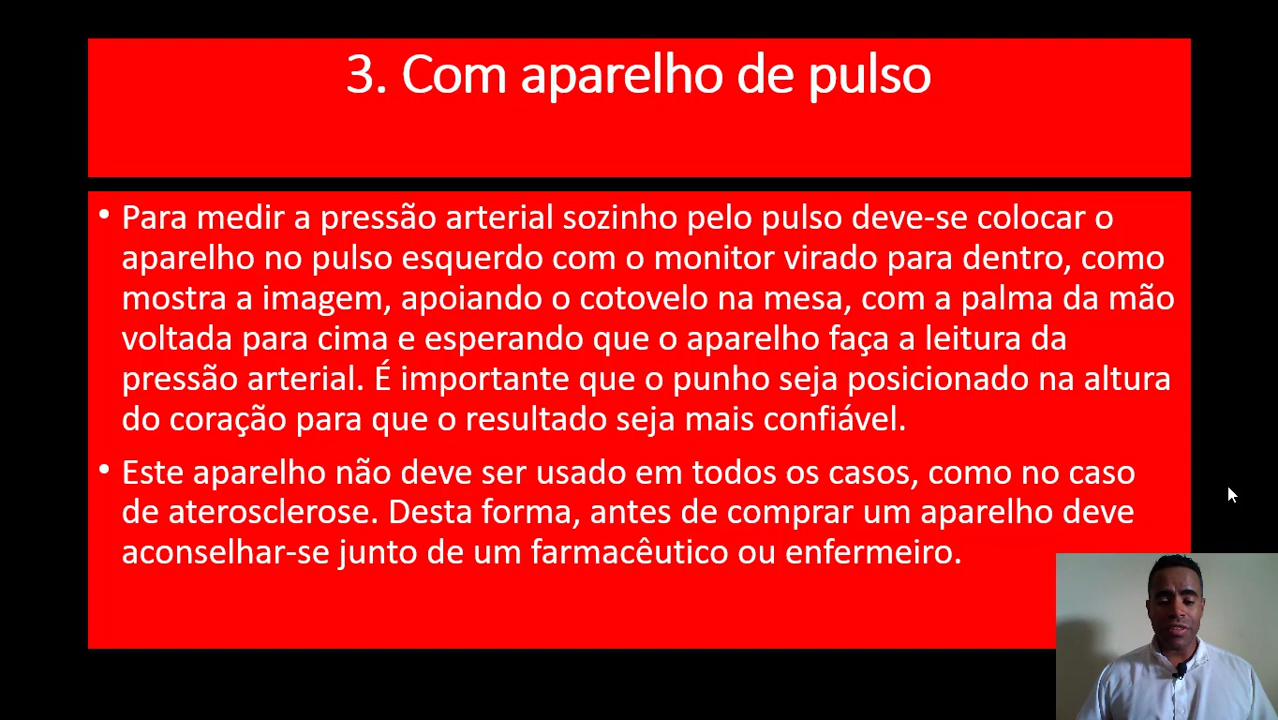 3. Com aparelho de pulso
• Para medir a pressão arterial sozinho pelo pulso deve-se colocar o
aparelho no pulso esquerdo com o monitor virado para dentro, como
mostra a imagem, apoiando o cotovelo na mesa, com a palma da mão
voltada para cima e esperando que o aparelho faça a leitura da
pressão arterial. É importante que o punho seja posicionado na altura
do coração para que o resultado seja mais confiável.
• Este aparelho não deve ser usado em todos os casos, como no caso
de aterosclerose. Desta forma, antes de comprar um aparelho deve
aconselhar-se junto de um farmacêutico ou enfermeiro.